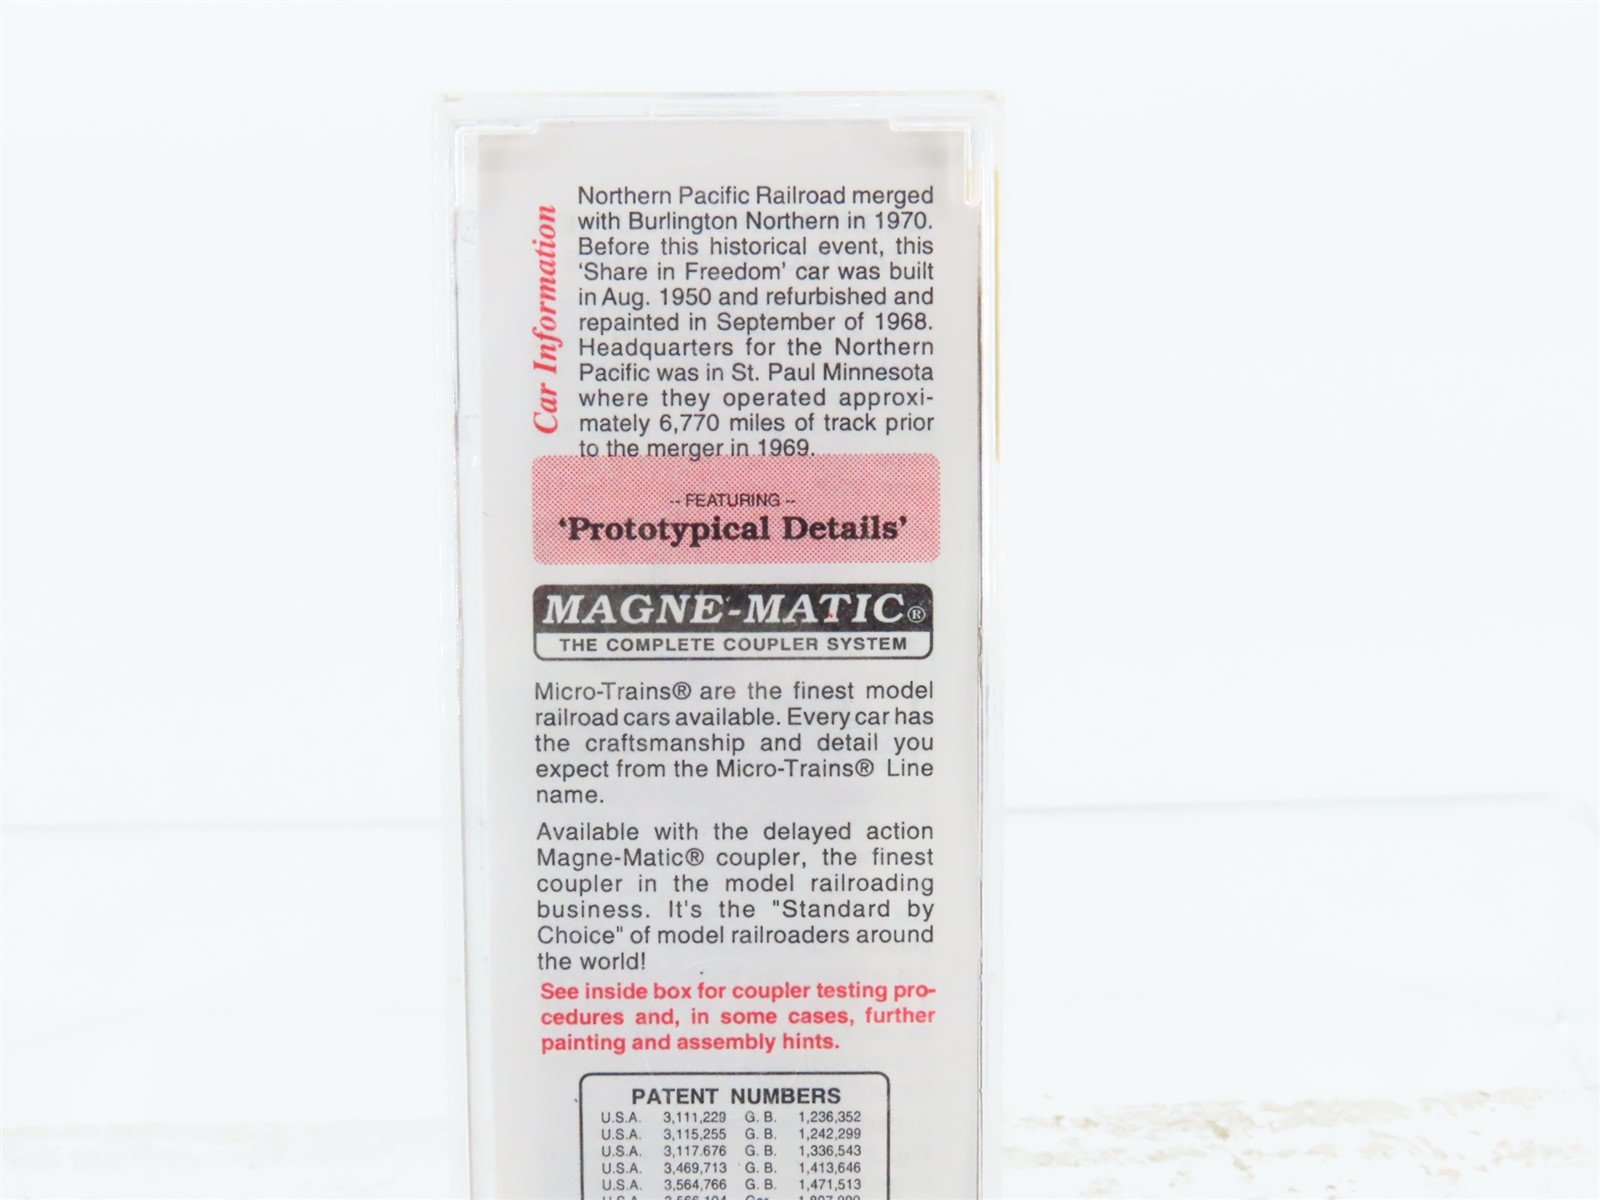 Car Information
Northern Pacific Railroad merged
with Burlington Northern in 1970.
Before this historical event, this
‘Share in Freedom’ car was built
in Aug. 1950 and refurbished and
repainted in September of 1968.
Headquarters for the Northern
Pacific was in St. Paul Minnesota
where they operated approxi-
mately 6,770 miles of track prior
to the merger in 1969.
-- FEATURING --
‘Prototypical Details’
MAGNE-MATIC®
THE COMPLETE COUPLER SYSTEM
Micro-Trains® are the finest model
railroad cars available. Every car has
the craftsmanship and detail you
expect from the Micro-Trains® Line
name.
Available with the delayed action
Magne-Matic® coupler, the finest
coupler in the model railroading
business. It's the "Standard by
Choice" of model railroaders around
the world!
See inside box for coupler testing pro-
cedures and, in some cases, further
painting and assembly hints.
PATENT NUMBERS
U.S.A. 3,111,229 G. B. 1,236,352
U.S.A. 3,115,255 G. B. 1,242,299
U.S.A. 3,117.676 G. B. 1,336,543
U.S.A. 3,469,713 G. B. 1,413,646
U.S.A. 3,564,766 G. B. 1,471,513